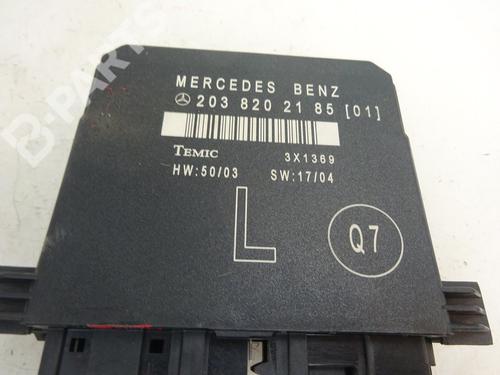 B-PARTS
MERCEDES BENZ
203 820 21 85 [01]
TEMIC 3X1369
HW:50/03 SW:17/04
L
Q7